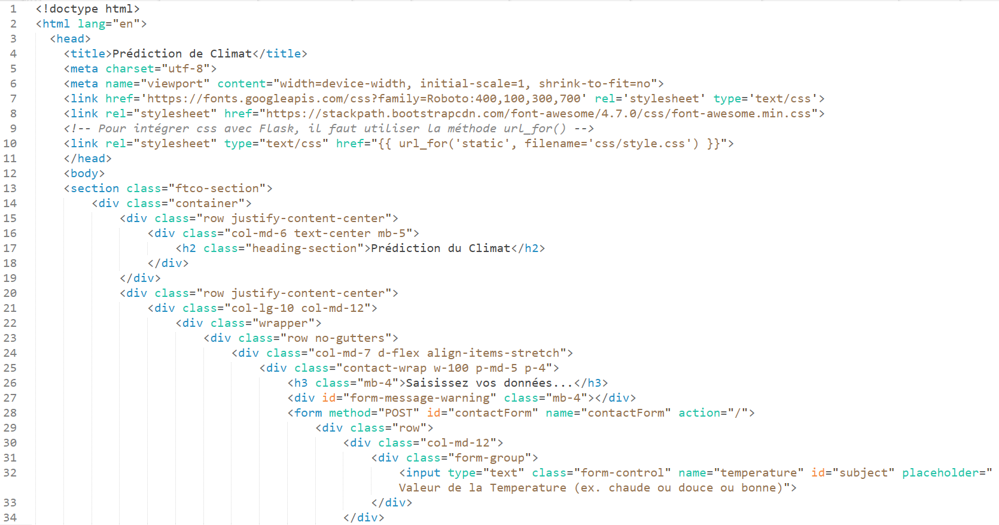 1 <!doctype html>
2 <html lang="en">
3 <head>
4 <title>Prédiction de Climat</title>
5 <meta charset="utf-8">
6 <meta name="viewport" content="width=device-width, initial-scale=1, shrink-to-fit=no">
7 <link href='https://fonts.googleapis.com/css?family=Roboto:400,100,300,700' rel='stylesheet' type='text/css'>
8 <link rel="stylesheet" href="https://stackpath.bootstrapcdn.com/font-awesome/4.7.0/css/font-awesome.min.css">
9 <!-- Pour intégrer css avec Flask, il faut utiliser la méthode url_for() -->
10 <link rel="stylesheet" type="text/css" href="{{ url_for('static', filename='css/style.css') }}">
11 </head>
12 <body>
13 <section class="ftco-section">
14 <div class="container">
15 <div class="row justify-content-center">
16 <div class="col-md-6 text-center mb-5">
17 <h2 class="heading-section">Prédiction du Climat</h2>
18 </div>
19 </div>
20 <div class="row justify-content-center">
21 <div class="col-lg-10 col-md-12">
22 <div class="wrapper">
23 <div class="row no-gutters">
24 <div class="col-md-7 d-flex align-items-stretch">
25 <div class="contact-wrap w-100 p-md-5 p-4">
26 <h3 class="mb-4">Saisissez vos données...</h3>
27 <div id="form-message-warning" class="mb-4"></div>
28 <form method="POST" id="contactForm" name="contactForm" action="/">
29 <div class="row">
30 <div class="col-md-12">
31 <div class="form-group">
32 <input type="text" class="form-control" name="temperature" id="subject" placeholder="
Valeur de la Temperature (ex. chaude ou douce ou bonne)">
33 </div>
34 </div>